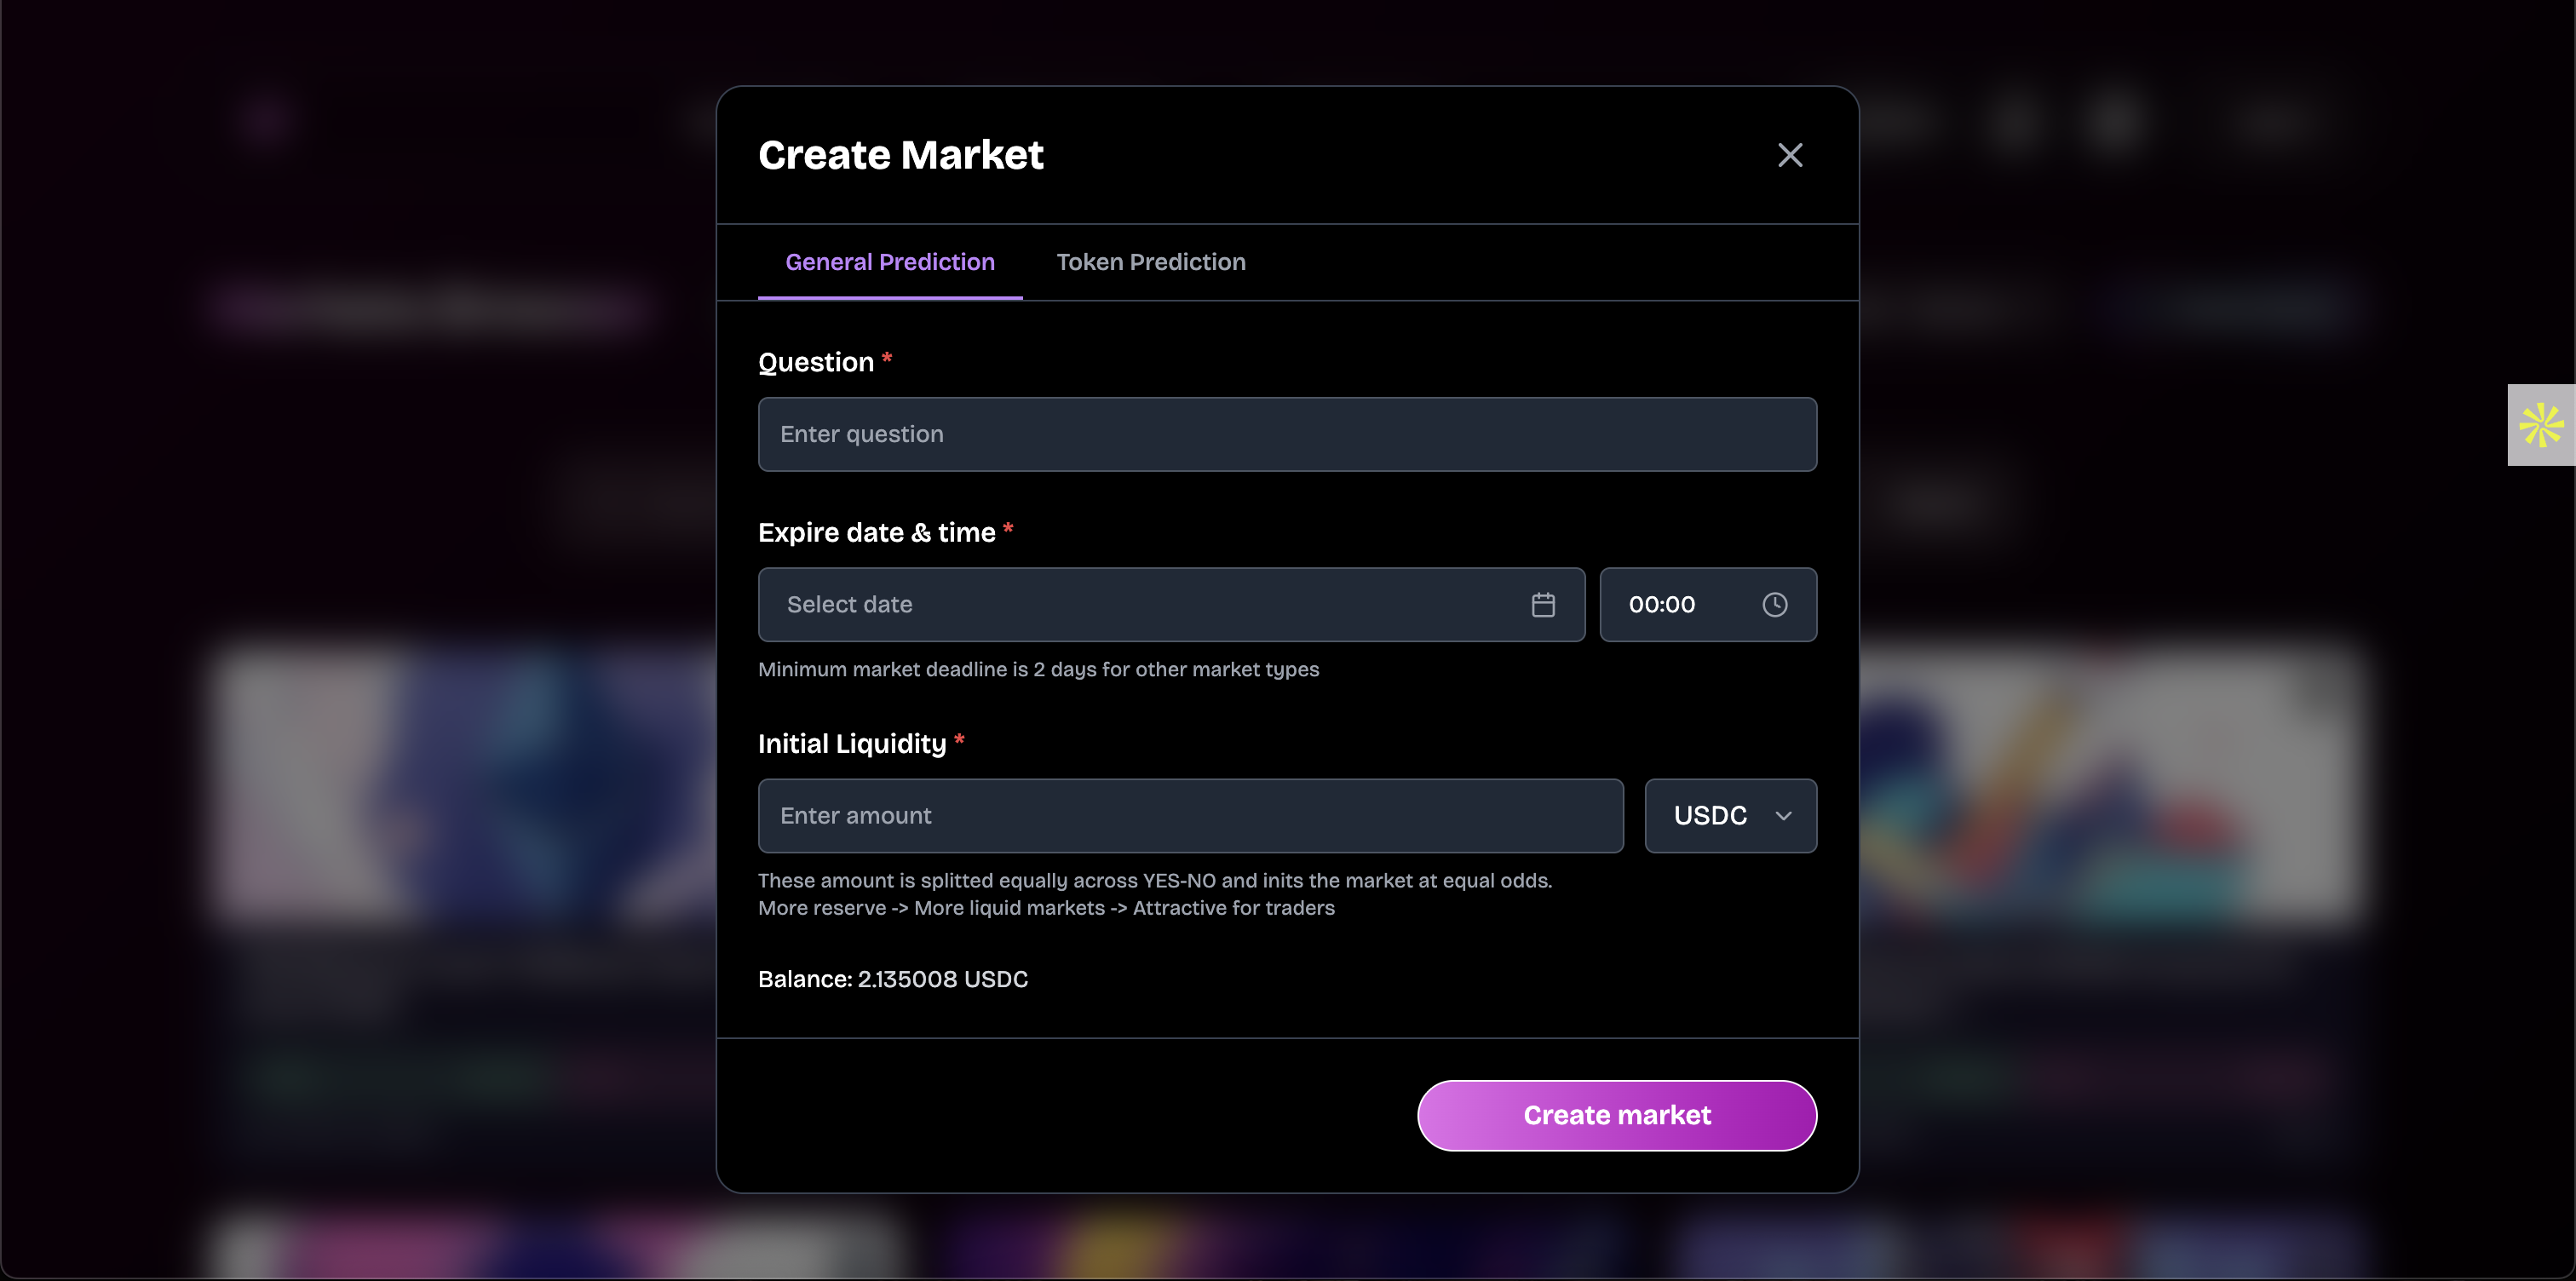 Create Market
General Prediction Token Prediction
Question *
Enter question
Expire date & time *
Select date 00:00
Minimum market deadline is 2 days for other market types
Initial Liquidity *
Enter amount USDC
These amount is splitted equally across YES-NO and inits the market at equal odds.
More reserve -> More liquid markets -> Attractive for traders
Balance: 2.135008 USDC
Create market